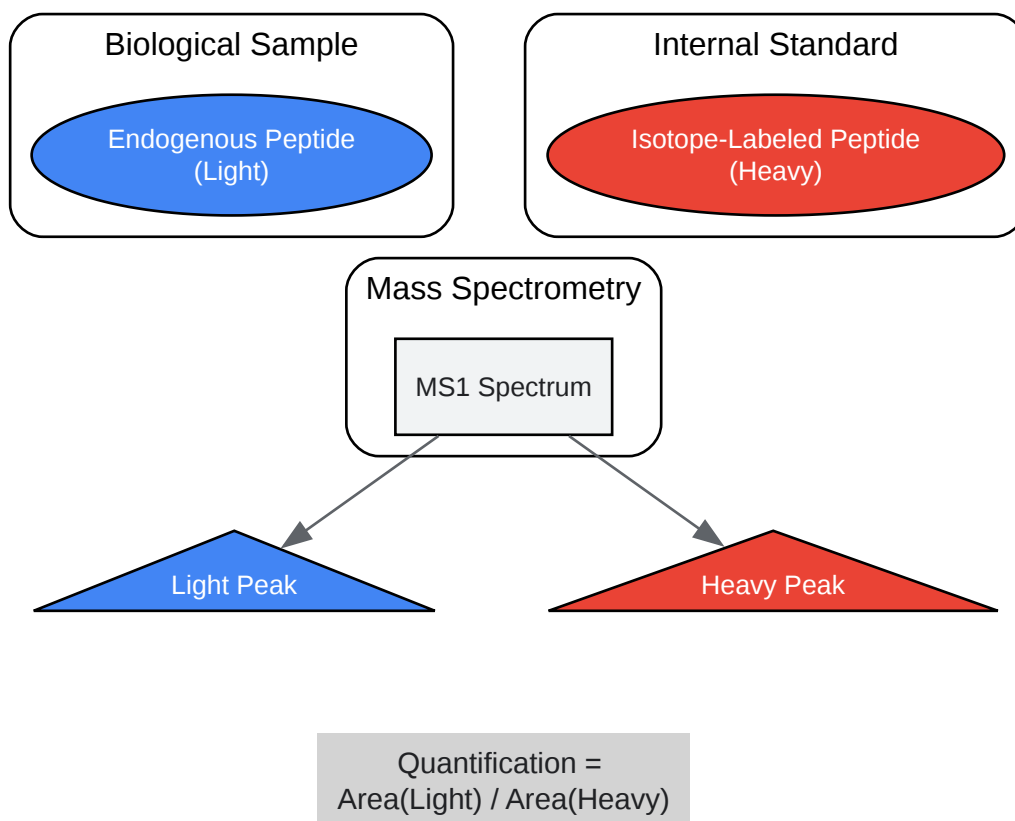 Biological Sample
Endogenous Peptide
(Light)
Internal Standard
Isotope-Labeled Peptide
(Heavy)
Mass Spectrometry
MS1 Spectrum
Light Peak
Heavy Peak
Quantification =
Area(Light) / Area(Heavy)